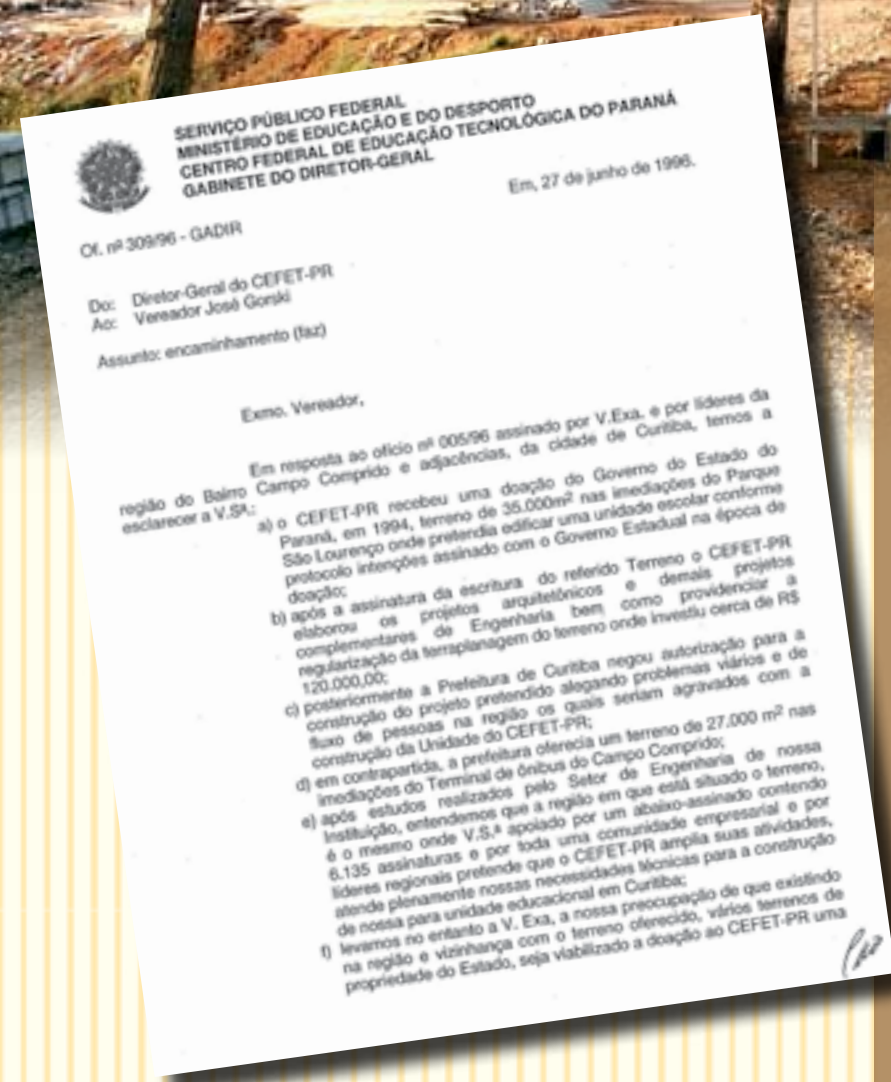 SERVIÇO PÚBLICO FEDERAL
MINISTÉRIO DE EDUCAÇÃO E DO DESPORTO
CENTRO FEDERAL DE EDUCAÇÃO TECNOLÓGICA DO PARANÁ
GABINETE DO DIRETOR-GERAL
Em, 27 de junho de 1996.
Of. nº 309/96 - GADIR
Do: Diretor-Geral do CEFET-PR
Ao: Vereador José Gorski
Assunto: encaminhamento (faz)
Exmo. Vereador,
Em resposta ao ofício nº 005/96 assinado por V.Exa. e por líderes da
região do Bairro Campo Comprido e adjacências, da cidade de Curitiba, temos a
esclarecer a V.Sª.:
a) o CEFET-PR recebeu uma doação do Governo do Estado do
Paraná, em 1994, terreno de 35.000m² nas imediações do Parque
São Lourenço onde pretendia edificar uma unidade escolar conforme
protocolo intenções assinado com o Governo Estadual na época de
doação;
b) após a assinatura da escritura do referido Terreno o CEFET-PR
elaborou os projetos arquitetônicos e demais projetos
complementares de Engenharia bem como providenciar a
regularização da terraplanagem do terreno onde investiu cerca de R$
120.000,00;
c) posteriormente a Prefeitura de Curitiba negou autorização para a
construção do projeto pretendido alegando problemas viários e de
fluxo de pessoas na região os quais seriam agravados com a
construção da Unidade do CEFET-PR;
d) em contrapartida, a prefeitura oferecia um terreno de 27.000 m² nas
imediações do Terminal de ônibus do Campo Comprido;
e) após estudos realizados pelo Setor de Engenharia de nossa
Instituição, entendemos que a região em que está situado o terreno,
é o mesmo onde V.S.ª apoiado por um abaixo-assinado contendo
6.135 assinaturas e por toda uma comunidade empresarial e por
líderes regionais pretende que o CEFET-PR amplia suas atividades,
atende plenamente nossas necessidades técnicas para a construção
de nossa para unidade educacional em Curitiba;
f) levamos no entanto a V. Exa, a nossa preocupação de que existindo
na região e vizinhança com o terreno oferecido, vários terrenos de
propriedade do Estado, seja viabilizado a doação ao CEFET-PR uma